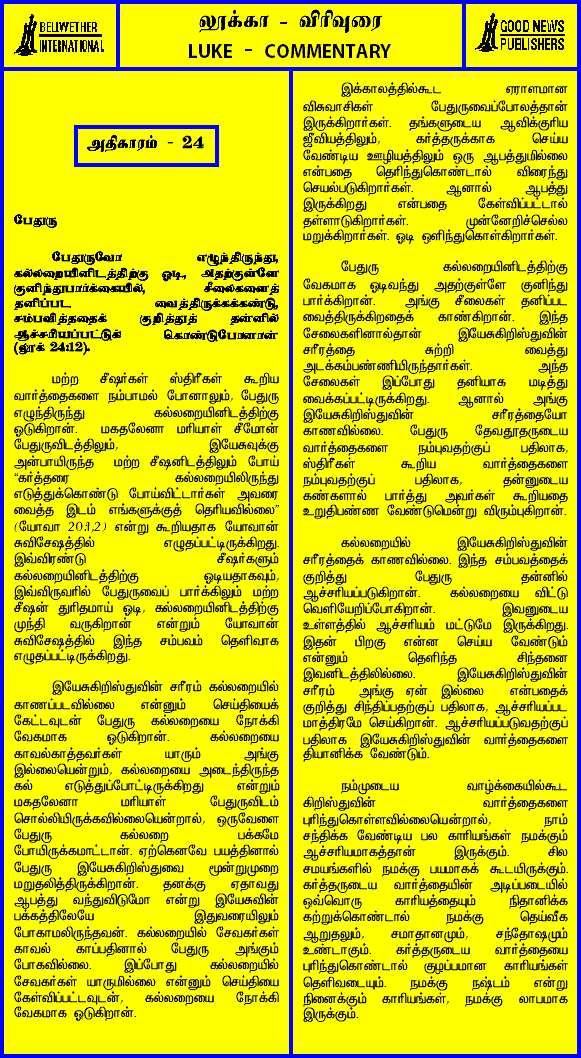 BELLWETHER
INTERNATIONAL
லூக்கா - விரிவுரை
LUKE - COMMENTARY
GOOD NEWS
PUBLISHERS
அதிகாரம் - 24
பேதுரு
பேதுருவோ எழுந்திருந்து,
கல்லறையினிடத்திற்கு ஓடி, அதற்குள்ளே
குனிந்துபார்க்கையில், சீலைகளைத்
தனிப்பட வைத்திருக்கக்கண்டு,
சம்பவித்ததைக் குறித்துத் தன்னில்
ஆச்சரியப்பட்டுக் கொண்டுபோனான்
(லூக் 24:12).
மற்ற சீஷர்கள் ஸ்திரீகள் கூறிய
வார்த்தைகளை நம்பாமல் போனாலும், பேதுரு
எழுந்திருந்து கல்லறையினிடத்திற்கு
ஓடுகிறான். மகதலேனா மரியாள் சீமோன்
பேதுருவிடத்திலும், இயேசுவுக்கு
அன்பாயிருந்த மற்ற சீஷனிடத்திலும் போய்
“கர்த்தரை கல்லறையிலிருந்து
எடுத்துக்கொண்டு போய்விட்டார்கள் அவரை
வைத்த இடம் எங்களுக்குத் தெரியவில்லை”
(யோவா 20:1,2) என்று கூறியதாக யோவான்
சுவிசேஷத்தில் எழுதப்பட்டிருக்கிறது.
இவ்விரண்டு சீஷர்களும்
கல்லறையினிடத்திற்கு ஓடியதாகவும்,
இவ்விருவரில் பேதுருவைப் பார்க்கிலும் மற்ற
சீஷன் துரிதமாய் ஓடி, கல்லறையினிடத்திற்கு
முந்தி வருகிறான் என்றும் யோவான்
சுவிசேஷத்தில் இந்த சம்பவம் தெளிவாக
எழுதப்பட்டிருக்கிறது.
இயேசுகிறிஸ்துவின் சரீரம் கல்லறையில்
காணப்படவில்லை என்னும் செய்தியைக்
கேட்டவுடன் பேதுரு கல்லறையை நோக்கி
வேகமாக ஓடுகிறான். கல்லறையை
காவல்காத்தவர்கள் யாரும் அங்கு
இல்லையென்றும், கல்லறையை அடைந்திருந்த
கல் எடுத்துப்போட்டிருக்கிறது என்றும்
மகதலேனா மரியாள் பேதுருவிடம்
சொல்லியிருக்கவில்லையென்றால், ஒருவேளை
பேதுரு கல்லறை பக்கமே
போயிருக்கமாட்டான். ஏற்கெனவே பயத்தினால்
பேதுரு இயேசுகிறிஸ்துவை மூன்றுமுறை
மறுதலித்திருக்கிறான். தனக்கு ஏதாவது
ஆபத்து வந்துவிடுமோ என்று இயேசுவின்
பக்கத்திலேயே இதுவரையிலும்
போகாமலிருந்தவன். கல்லறையில் சேவகர்கள்
காவல் காப்பதினால் பேதுரு அங்கும்
போகவில்லை. இப்போது கல்லறையில்
சேவகர்கள் யாருமில்லை என்னும் செய்தியை
கேள்விப்பட்டவுடன், கல்லறையை நோக்கி
வேகமாக ஓடுகிறான்.
இக்காலத்தில்கூட ஏராளமான
விசுவாசிகள் பேதுருவைப்போலத்தான்
இருக்கிறார்கள். தங்களுடைய ஆவிக்குரிய
ஜீவியத்திலும், கர்த்தருக்காக செய்ய
வேண்டிய ஊழியத்திலும் ஒரு ஆபத்துமில்லை
என்பதை தெரிந்துகொண்டால் விரைந்து
செயல்படுகிறார்கள். ஆனால் ஆபத்து
இருக்கிறது என்பதை கேள்விப்பட்டால்
தள்ளாடுகிறார்கள். முன்னேறிச்செல்ல
மறுக்கிறார்கள். ஓடி ஒளிந்துகொள்கிறார்கள்.
பேதுரு கல்லறையினிடத்திற்கு
வேகமாக ஓடிவந்து அதற்குள்ளே குனிந்து
பார்க்கிறான். அங்கு சீலைகள் தனிப்பட
வைத்திருக்கிறதைக் காண்கிறான். இந்த
சேலைகளினால்தான் இயேசுகிறிஸ்துவின்
சரீரத்தை சுற்றி வைத்து
அடக்கம்பண்ணியிருந்தார்கள். அந்த
சேலைகள் இப்போது தனியாக மடித்து
வைக்கப்பட்டிருக்கிறது. ஆனால் அங்கு
இயேசுகிறிஸ்துவின் சரீரத்தையோ
காணவில்லை. பேதுரு தேவதூதருடைய
வார்த்தைகளை நம்புவதற்குப் பதிலாக,
ஸ்திரீகள் கூறிய வார்த்தைகளை
நம்புவதற்குப் பதிலாக, தன்னுடைய
கண்களால் பார்த்து அவர்கள் கூறியதை
உறுதிபண்ண வேண்டுமென்று விரும்புகிறான்.
கல்லறையில் இயேசுகிறிஸ்துவின்
சரீரத்தைக் காணவில்லை. இந்த சம்பவத்தைக்
குறித்து பேதுரு தன்னில்
ஆச்சரியப்படுகிறான். கல்லறையை விட்டு
வெளியேறிப்போகிறான். இவனுடைய
உள்ளத்தில் ஆச்சரியம் மட்டுமே இருக்கிறது.
இதன் பிறகு என்ன செய்ய வேண்டும்
என்னும் தெளிந்த சிந்தனை
இவனிடத்திலில்லை. இயேசுகிறிஸ்துவின்
சரீரம் அங்கு ஏன் இல்லை என்பதைக்
குறித்து சிந்திப்பதற்குப் பதிலாக, ஆச்சரியப்பட
மாத்திரமே செய்கிறான். ஆச்சரியப்படுவதற்குப்
பதிலாக இயேசுகிறிஸ்துவின் வார்த்தைகளை
தியானிக்க வேண்டும்.
நம்முடைய வாழ்க்கையில்கூட
கிறிஸ்துவின் வார்த்தைகளை
புரிந்துகொள்ளவில்லையென்றால், நாம்
சந்திக்க வேண்டிய பல காரியங்கள் நமக்கும்
ஆச்சரியமாகத்தான் இருக்கும். சில
சமயங்களில் நமக்கு பயமாகக் கூடயிருக்கும்.
கர்த்தருடைய வார்த்தையின் அடிப்படையில்
ஒவ்வொரு காரியத்தையும் நிதானிக்க
கற்றுக்கொண்டால் நமக்கு தெய்வீக
ஆறுதலும், சமாதானமும், சந்தோஷமும்
உண்டாகும். கர்த்தருடைய வார்த்தையை
புரிந்துகொண்டால் குழப்பமான காரியங்கள்
தெளிவடையும். நமக்கு நஷ்டம் என்று
நினைக்கும் காரியங்கள், நமக்கு லாபமாக
இருக்கும்.